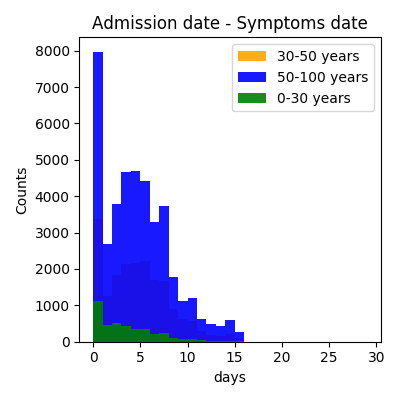 Admission date - Symptoms date
30-50 years
50-100 years
0-30 years
Counts
8000
7000
6000
5000
4000
3000
2000
1000
0
0 5 10 15 20 25 30
days